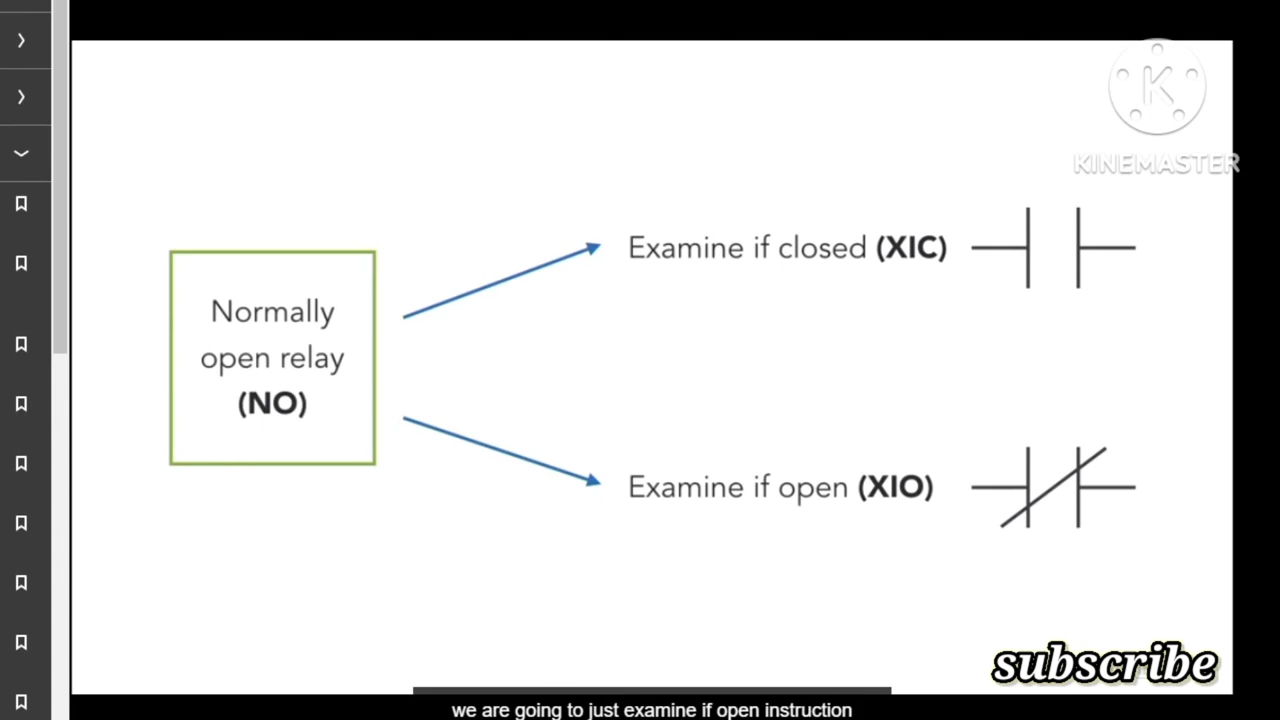 K
KINEMASTER
Examine if closed (XIC)
Normally
open relay
(NO)
Examine if open (XIO)
subscribe
we are going to just examine if open instruction